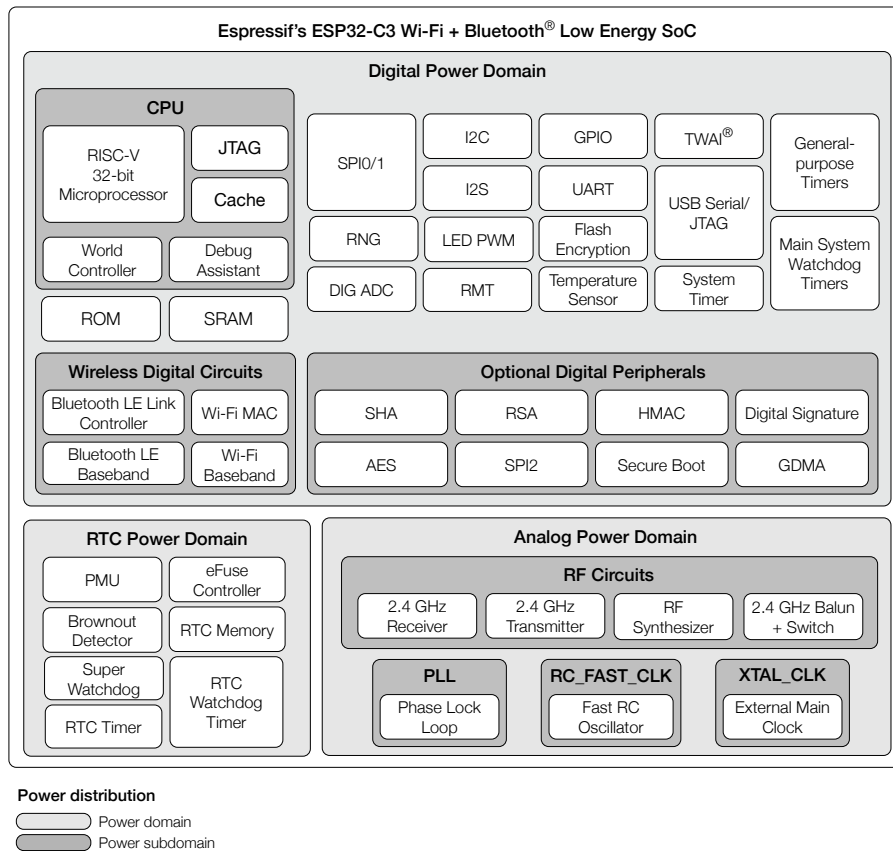 Espressif's ESP32-C3 Wi-Fi + Bluetooth® Low Energy SoC
Digital Power Domain
CPU
RISC-V
32-bit
Microprocessor
JTAG
Cache
World
Controller
Debug
Assistant
ROM
SRAM
SPI0/1
I2C
GPIO
TWAI®
General-
purpose
Timers
I2S
UART
USB Serial/
JTAG
RNG
LED PWM
Flash
Encryption
Main System
Watchdog
Timers
DIG ADC
RMT
Temperature
Sensor
System
Timer
Wireless Digital Circuits
Bluetooth LE Link
Controller
Wi-Fi MAC
Bluetooth LE
Baseband
Wi-Fi
Baseband
Optional Digital Peripherals
SHA
RSA
HMAC
Digital Signature
AES
SPI2
Secure Boot
GDMA
RTC Power Domain
PMU
eFuse
Controller
Brownout
Detector
RTC Memory
Super
Watchdog
RTC
Watchdog
Timer
RTC Timer
Analog Power Domain
RF Circuits
2.4 GHz
Receiver
2.4 GHz
Transmitter
RF
Synthesizer
2.4 GHz Balun
+ Switch
PLL
Phase Lock
Loop
RC_FAST_CLK
Fast RC
Oscillator
XTAL_CLK
External Main
Clock
Power distribution
Power domain
Power subdomain